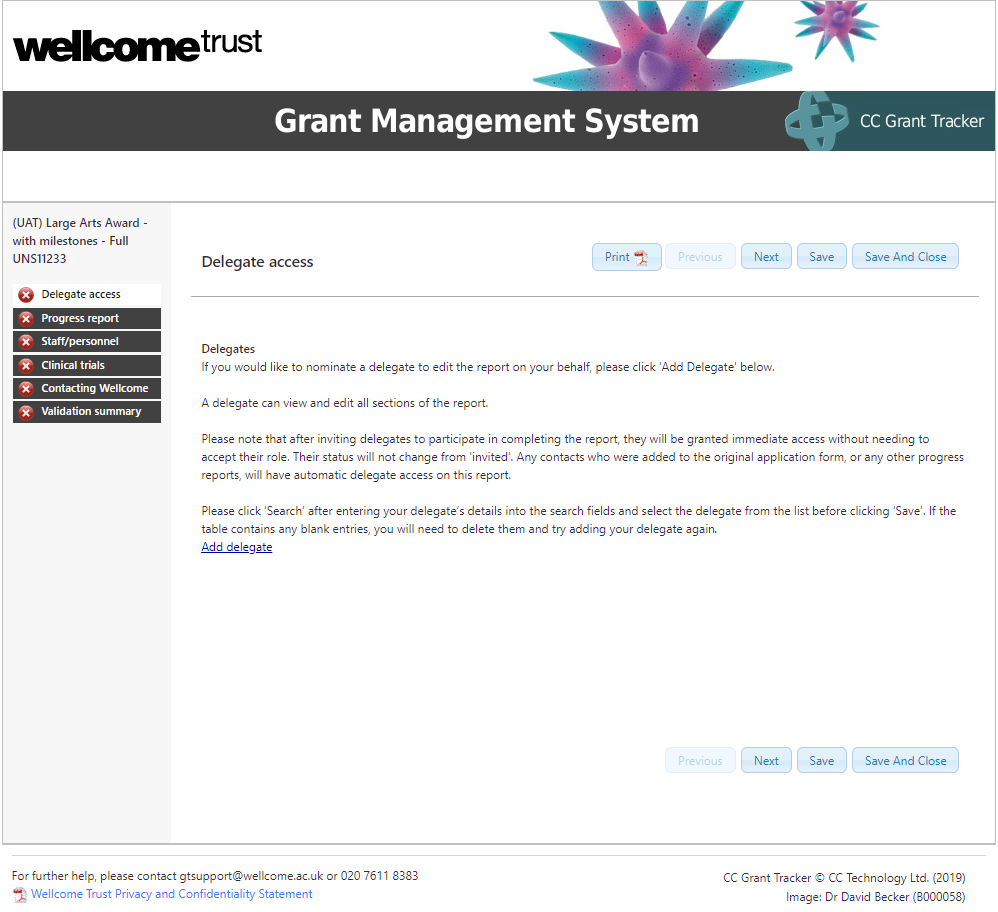 wellcometrust
Grant Management System
CC Grant Tracker
(UAT) Large Arts Award -
with milestones - Full
UNS11233
Delegate access
Progress report
Staff/personnel
Clinical trials
Contacting Wellcome
Validation summary
Delegate access
Print Previous Next Save Save And Close
Delegates
If you would like to nominate a delegate to edit the report on your behalf, please click 'Add Delegate' below.
A delegate can view and edit all sections of the report.
Please note that after inviting delegates to participate in completing the report, they will be granted immediate access without needing to
accept their role. Their status will not change from 'invited'. Any contacts who were added to the original application form, or any other progress
reports, will have automatic delegate access on this report.
Please click 'Search' after entering your delegate's details into the search fields and select the delegate from the list before clicking 'Save'. If the
table contains any blank entries, you will need to delete them and try adding your delegate again.
Add delegate
Previous Next Save Save And Close
For further help, please contact gtsupport@wellcome.ac.uk or 020 7611 8383
Wellcome Trust Privacy and Confidentiality Statement
CC Grant Tracker © CC Technology Ltd. (2019)
Image: Dr David Becker (B000058)